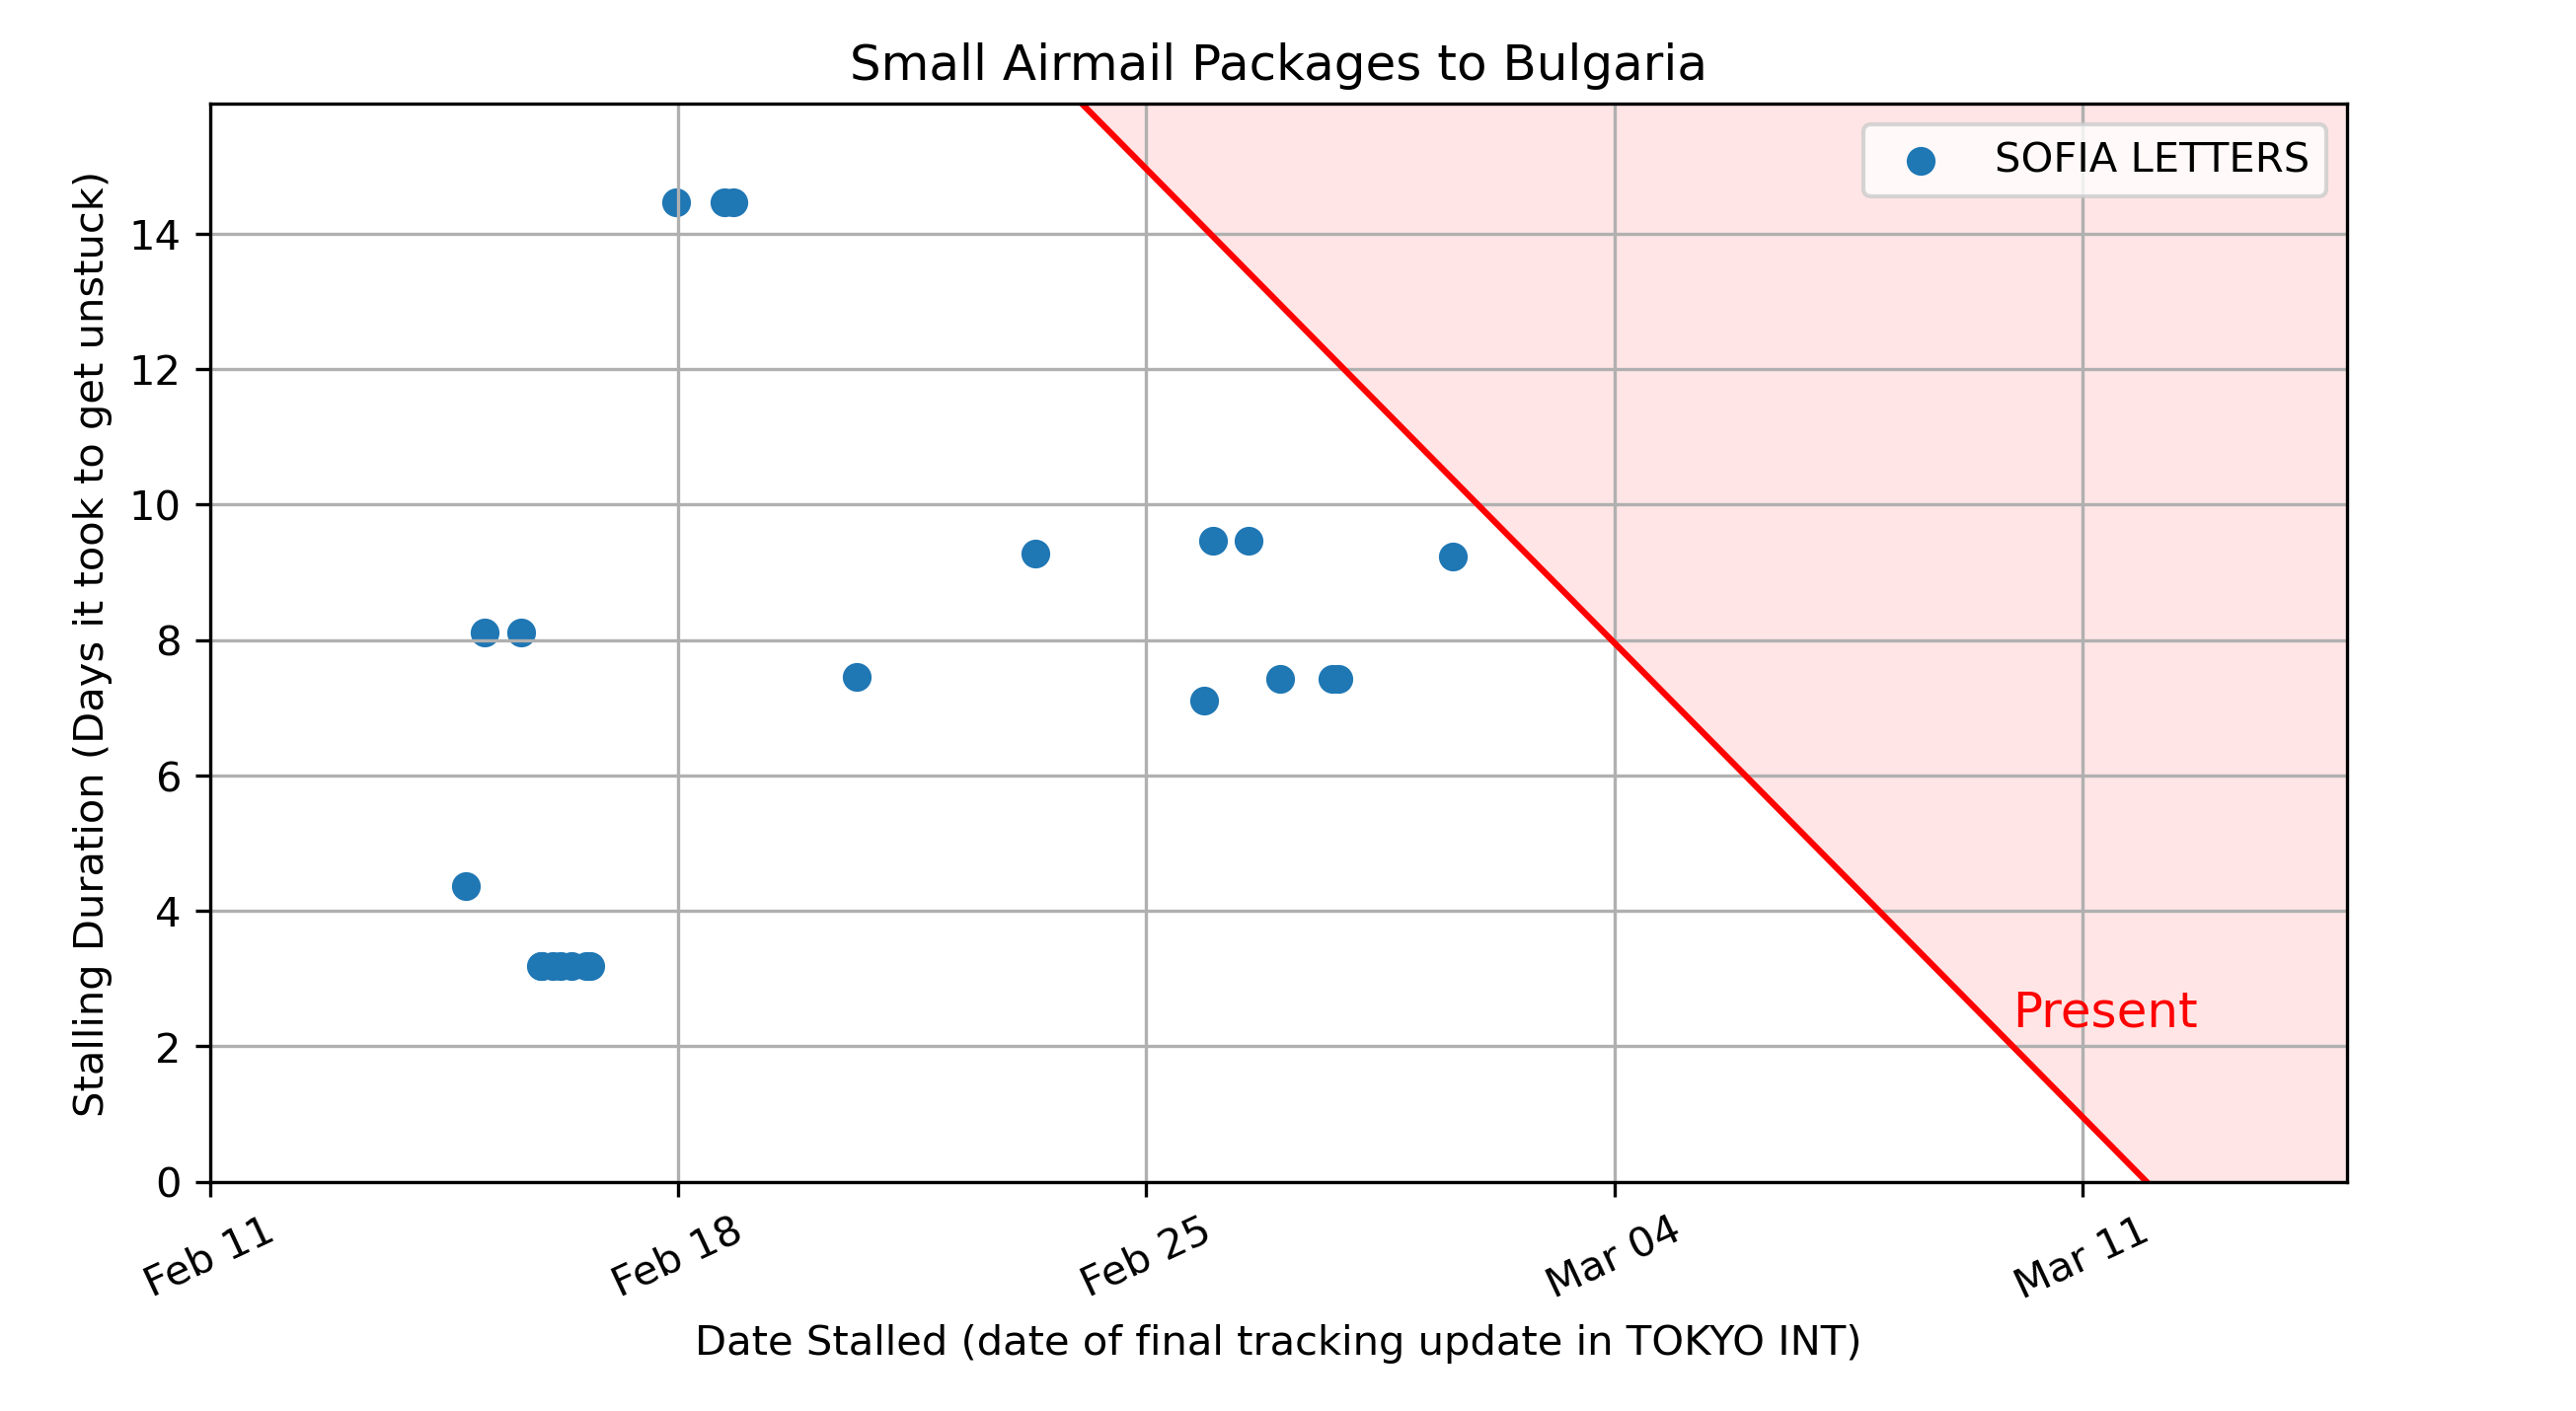 Small Airmail Packages to Bulgaria
SOFIA LETTERS
Stalling Duration (Days it took to get unstuck)
14
12
10
8
6
4
2
0
Present
Feb 11
Feb 18
Feb 25
Mar 04
Mar 11
Date Stalled (date of final tracking update in TOKYO INT)